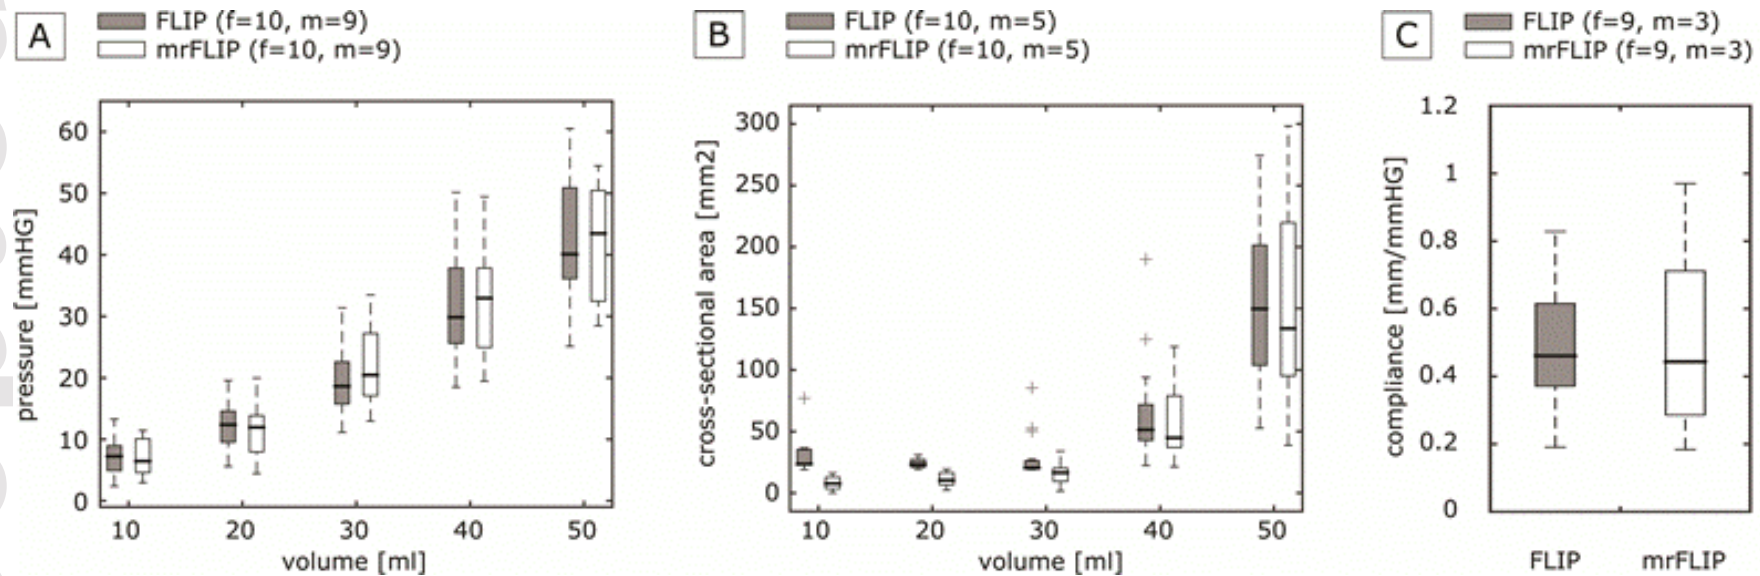 A
FLIP (f=10, m=9)
mrFLIP (f=10, m=9)
pressure [mmHG]
60
50
40
30
20
10
0
10 20 30 40 50
volume [ml]
B
FLIP (f=10, m=5)
mrFLIP (f=10, m=5)
cross-sectional area [mm2]
300
250
200
150
100
50
0
10 20 30 40 50
volume [ml]
C
FLIP (f=9, m=3)
mrFLIP (f=9, m=3)
compliance [mm/mmHG]
1.2
1
0.8
0.6
0.4
0.2
0
FLIP mrFLIP